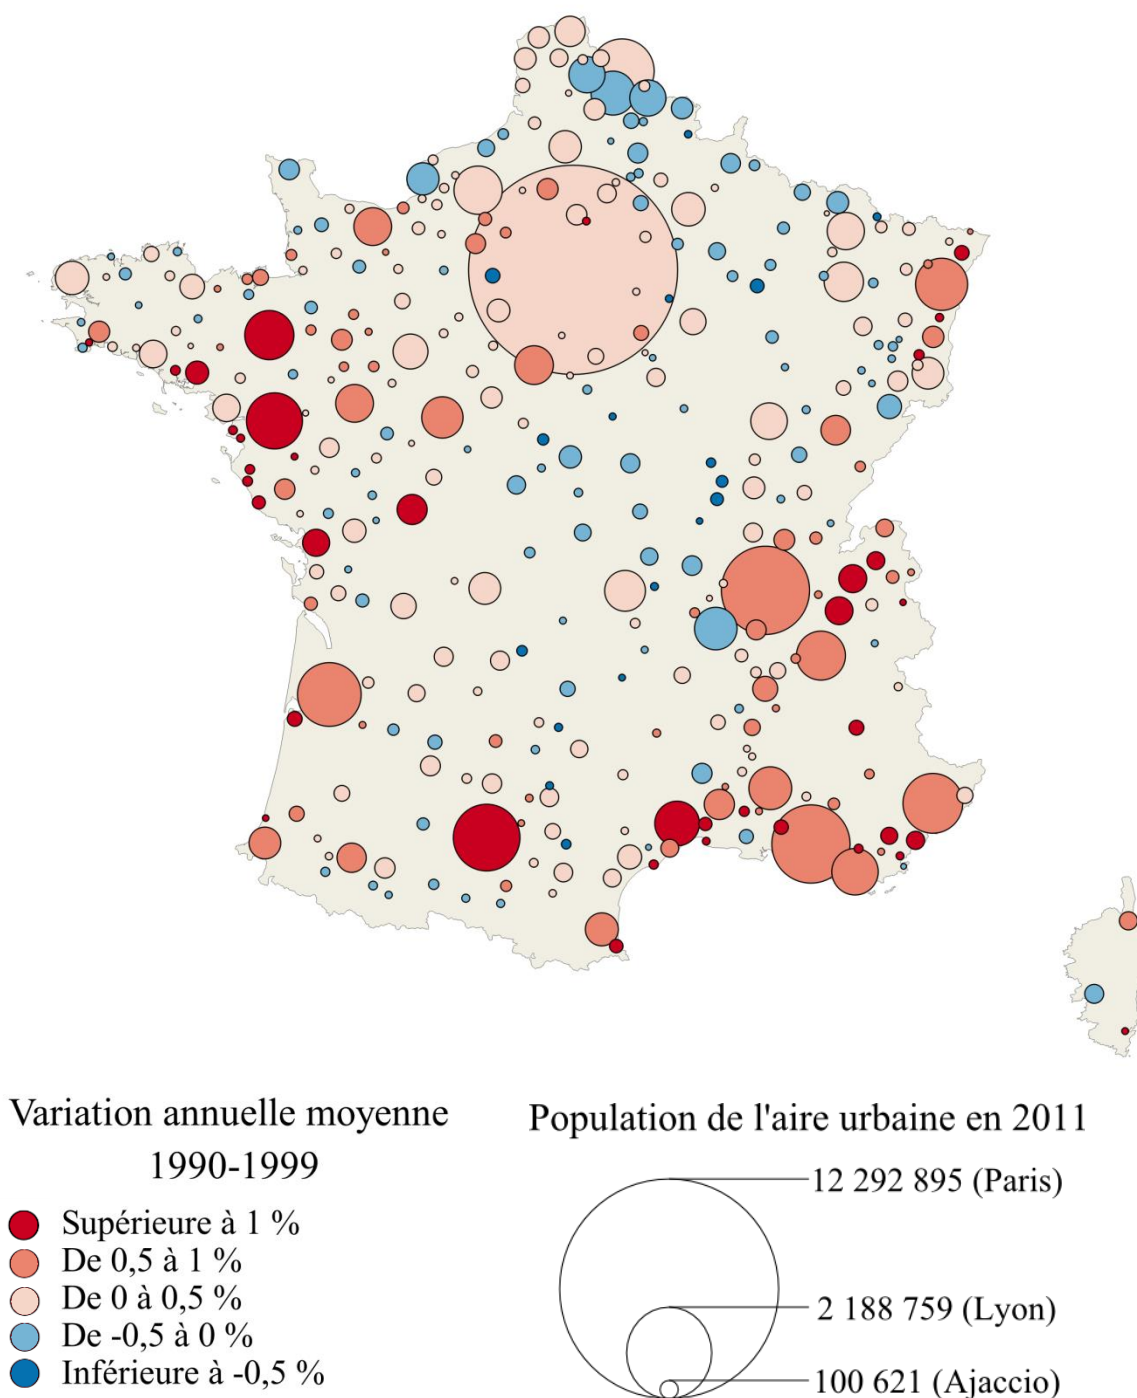 Variation annuelle moyenne
1990-1999
Supérieure à 1 %
De 0,5 à 1 %
De 0 à 0,5 %
De -0,5 à 0 %
Inférieure à -0,5 %
Population de l'aire urbaine en 2011
12 292 895 (Paris)
2 188 759 (Lyon)
100 621 (Ajaccio)